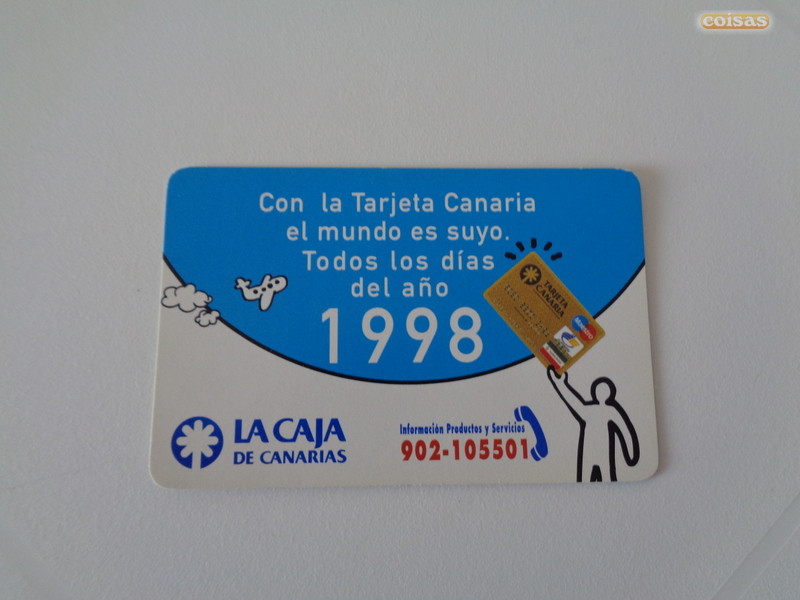 coisas
Con la Tarjeta Canaria
el mundo es suyo.
Todos los días
del año
1998
TARJETA
CANARIA
LA CAJA
DE CANARIAS
Información Productos y Servicios
902-105501